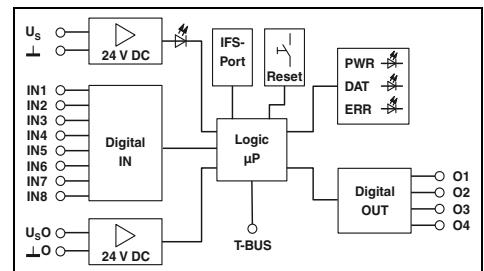 US
⊥
24 V DC
IFS-
Port
Reset
PWR
DAT
ERR
IN1
IN2
IN3
IN4
IN5
IN6
IN7
IN8
Digital
IN
Logic
µP
Digital
OUT
O1
O2
O3
O4
USO
⊥O
24 V DC
T-BUS